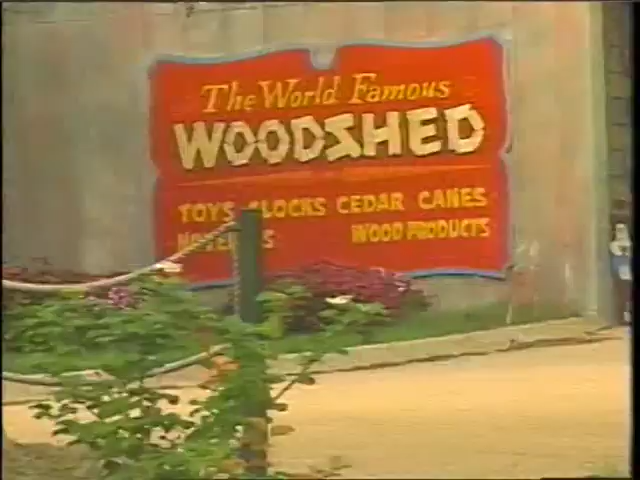 The World Famous
WOODSHED
TOYS CLOCKS CEDAR CANES
WOOD PRODUCTS